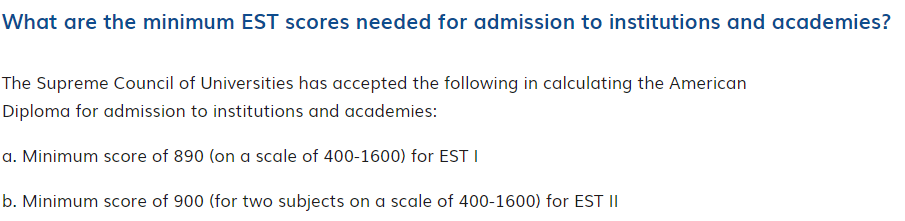 What are the minimum EST scores needed for admission to institutions and academies?
The Supreme Council of Universities has accepted the following in calculating the American
Diploma for admission to institutions and academies:
a. Minimum score of 890 (on a scale of 400-1600) for EST I
b. Minimum score of 900 (for two subjects on a scale of 400-1600) for EST II